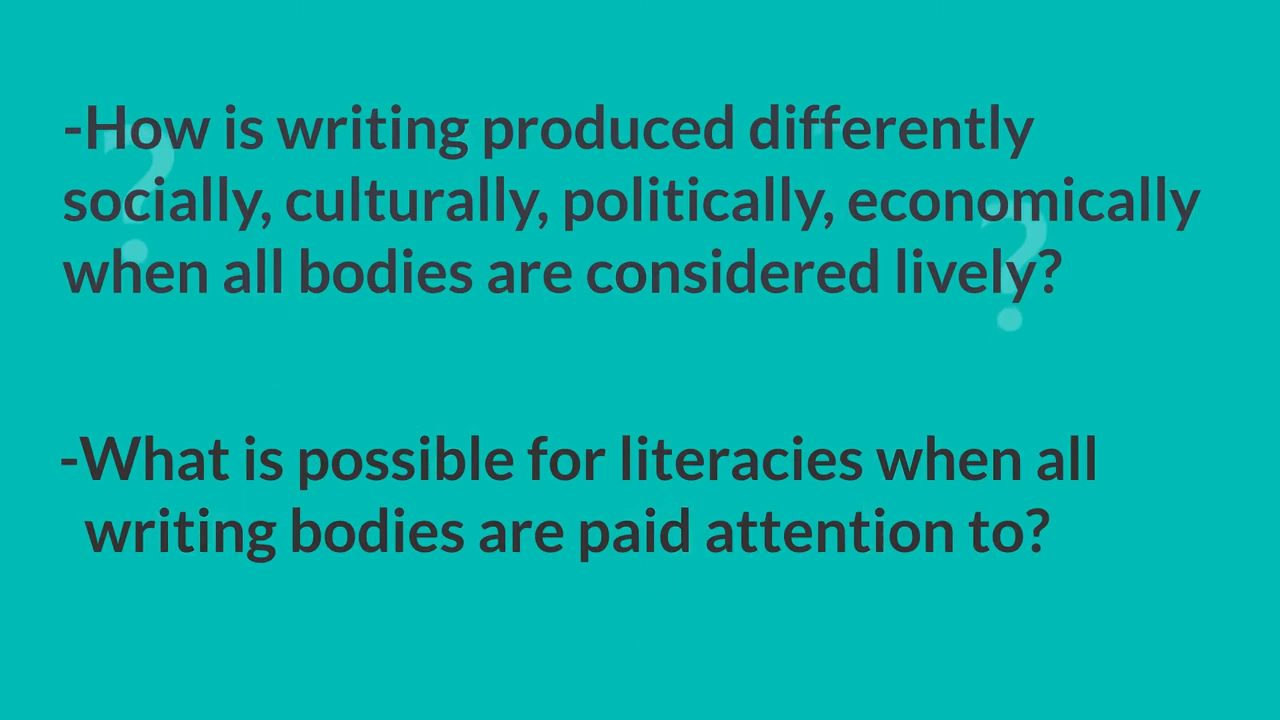 -How is writing produced differently
socially, culturally, politically, economically
when all bodies are considered lively?
-What is possible for literacies when all
writing bodies are paid attention to?